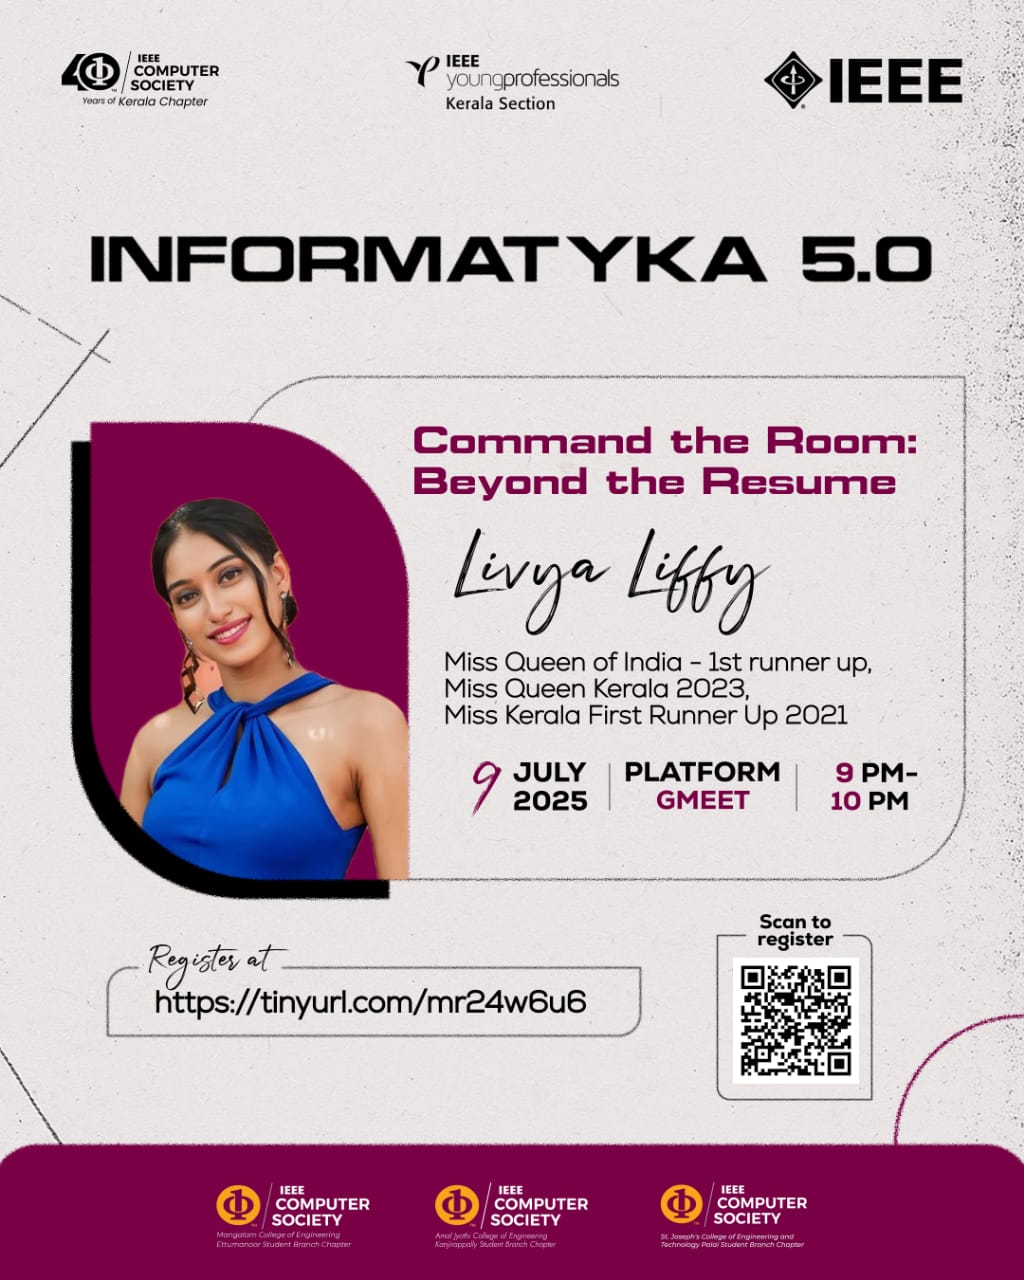 40 IEEE
COMPUTER
SOCIETY
Years of Kerala Chapter
IEEE
youngprofessionals
Kerala Section
IEEE
INFORMATYKA 5.0
Command the Room:
Beyond the Resume
Livya Liffy
Miss Queen of India - 1st runner up,
Miss Queen Kerala 2023,
Miss Kerala First Runner Up 2021
9 JULY
2025
PLATFORM
GMEET
9 PM-
10 PM
Register at
https://tinyurl.com/mr24w6u6
Scan to
register
IEEE
COMPUTER
SOCIETY
Mangalam College of Engineering
Ettumanoor Student Branch Chapter
IEEE
COMPUTER
SOCIETY
Amal Jyothi College of Engineering
Kanjirappally Student Branch Chapter
IEEE
COMPUTER
SOCIETY
St. Joseph's College of Engineering and
Technology Palai Student Branch Chapter